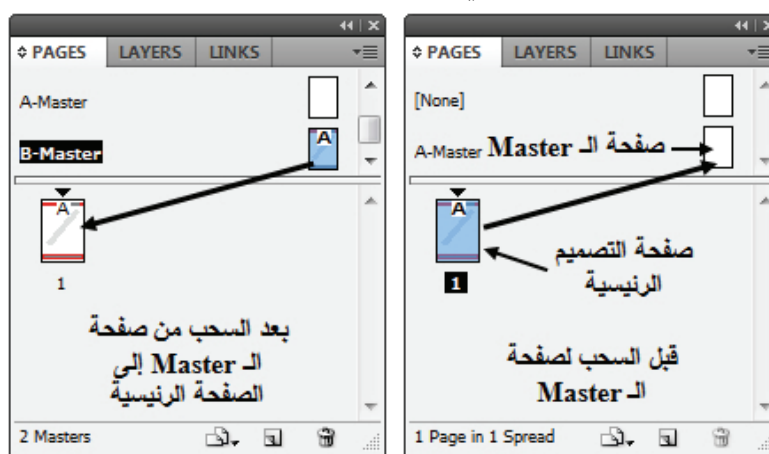 PAGES LAYERS LINKS
[None]
A-Master
صفحة الـ Master
A
1
صفحة التصميم
الرئيسية
قبل السحب لصفحة
الـ Master
1 Page in 1 Spread
PAGES LAYERS LINKS
A-Master
B-Master
A
A
1
بعد السحب من صفحة
الـ Master إلى
الصفحة الرئيسية
2 Masters